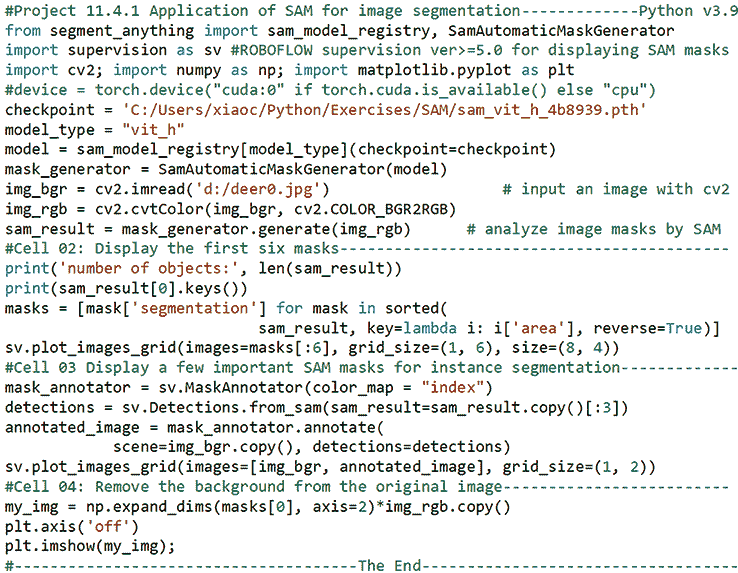 #Project 11.4.1 Application of SAM for image segmentation-------------Python v3.9
from segment_anything import sam_model_registry, SamAutomaticMaskGenerator
import supervision as sv #ROBOFLOW supervision ver>=5.0 for displaying SAM masks
import cv2; import numpy as np; import matplotlib.pyplot as plt
#device = torch.device("cuda:0" if torch.cuda.is_available() else "cpu")
checkpoint = 'C:/Users/xiaoc/Python/Exercises/SAM/sam_vit_h_4b8939.pth'
model_type = "vit_h"
model = sam_model_registry[model_type](checkpoint=checkpoint)
mask_generator = SamAutomaticMaskGenerator(model)
img_bgr = cv2.imread('d:/deer0.jpg')                    # input an image with cv2
img_rgb = cv2.cvtColor(img_bgr, cv2.COLOR_BGR2RGB)
sam_result = mask_generator.generate(img_rgb)       # analyze image masks by SAM
#Cell 02: Display the first six masks--------------------------------------------
print('number of objects:', len(sam_result))
print(sam_result[0].keys())
masks = [mask['segmentation'] for mask in sorted(
                             sam_result, key=lambda i: i['area'], reverse=True)]
sv.plot_images_grid(images=masks[:6], grid_size=(1, 6), size=(8, 4))
#Cell 03 Display a few important SAM masks for instance segmentation-------------
mask_annotator = sv.MaskAnnotator(color_map = "index")
detections = sv.Detections.from_sam(sam_result=sam_result.copy()[:3])
annotated_image = mask_annotator.annotate(
            scene=img_bgr.copy(), detections=detections)
sv.plot_images_grid(images=[img_bgr, annotated_image], grid_size=(1, 2))
#Cell 04: Remove the background from the original image--------------------------
my_img = np.expand_dims(masks[0], axis=2)*img_rgb.copy()
plt.axis('off')
plt.imshow(my_img);
#---------------------------------------The End-----------------------------------